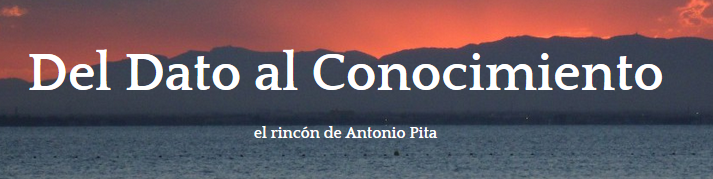 Del Dato al Conocimiento
el rincón de Antonio Pita